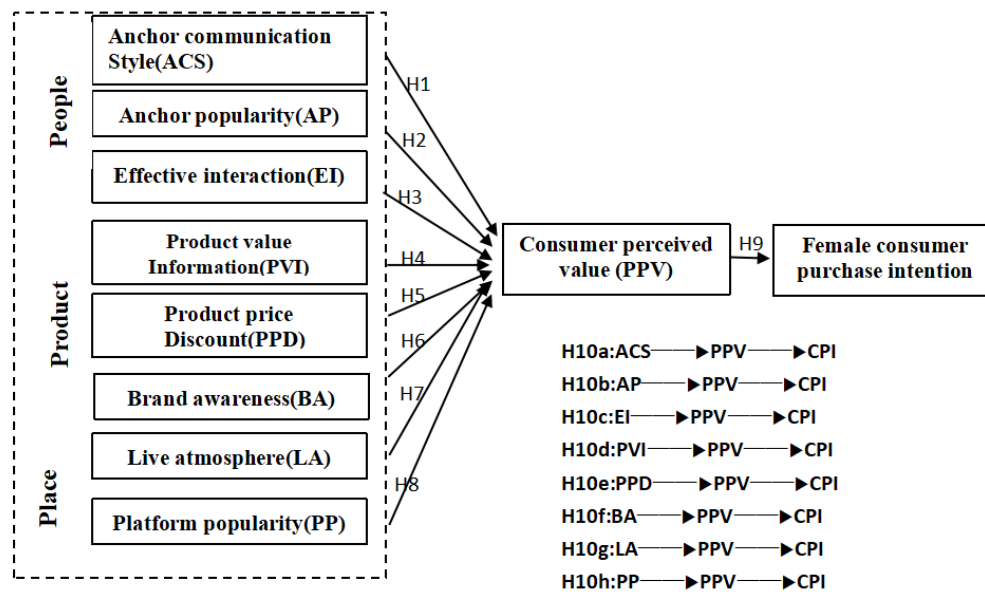 People
Anchor communication
Style(ACS)
Anchor popularity(AP)
Effective interaction(EI)
Product
Product value
Information(PVI)
Product price
Discount(PPD)
Brand awareness(BA)
Place
Live atmosphere(LA)
Platform popularity(PP)
H1
H2
H3
H4
H5
H6
H7
H8
Consumer perceived
value (PPV)
H9
Female consumer
purchase intention
H10a:ACS──▶PPV──▶CPI
H10b:AP──▶PPV──▶CPI
H10c:EI──▶PPV──▶CPI
H10d:PVI──▶PPV──▶CPI
H10e:PPD──▶PPV──▶CPI
H10f:BA──▶PPV──▶CPI
H10g:LA──▶PPV──▶CPI
H10h:PP──▶PPV──▶CPI